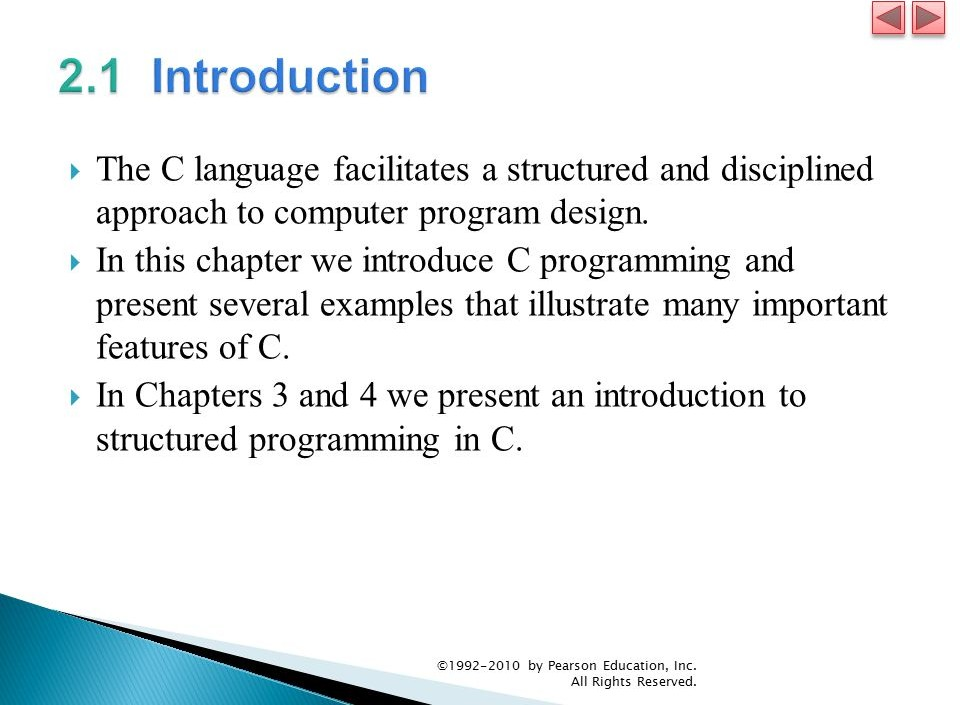 2.1 Introduction
The C language facilitates a structured and disciplined
approach to computer program design.
In this chapter we introduce C programming and
present several examples that illustrate many important
features of C.
In Chapters 3 and 4 we present an introduction to
structured programming in C.
©1992-2010 by Pearson Education, Inc.
All Rights Reserved.